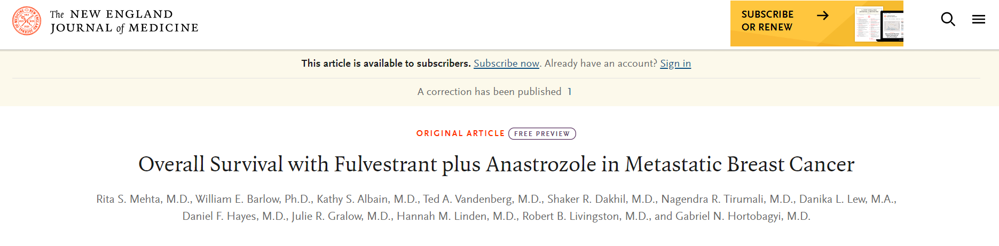 The NEW ENGLAND
JOURNAL of MEDICINE
SUBSCRIBE
OR RENEW
This article is available to subscribers. Subscribe now. Already have an account? Sign in
A correction has been published 1
ORIGINAL ARTICLE FREE PREVIEW
Overall Survival with Fulvestrant plus Anastrozole in Metastatic Breast Cancer
Rita S. Mehta, M.D., William E. Barlow, Ph.D., Kathy S. Albain, M.D., Ted A. Vandenberg, M.D., Shaker R. Dakhil, M.D., Nagendra R. Tirumali, M.D., Danika L. Lew, M.A.,
Daniel F. Hayes, M.D., Julie R. Gralow, M.D., Hannah M. Linden, M.D., Robert B. Livingston, M.D., and Gabriel N. Hortobagyi, M.D.